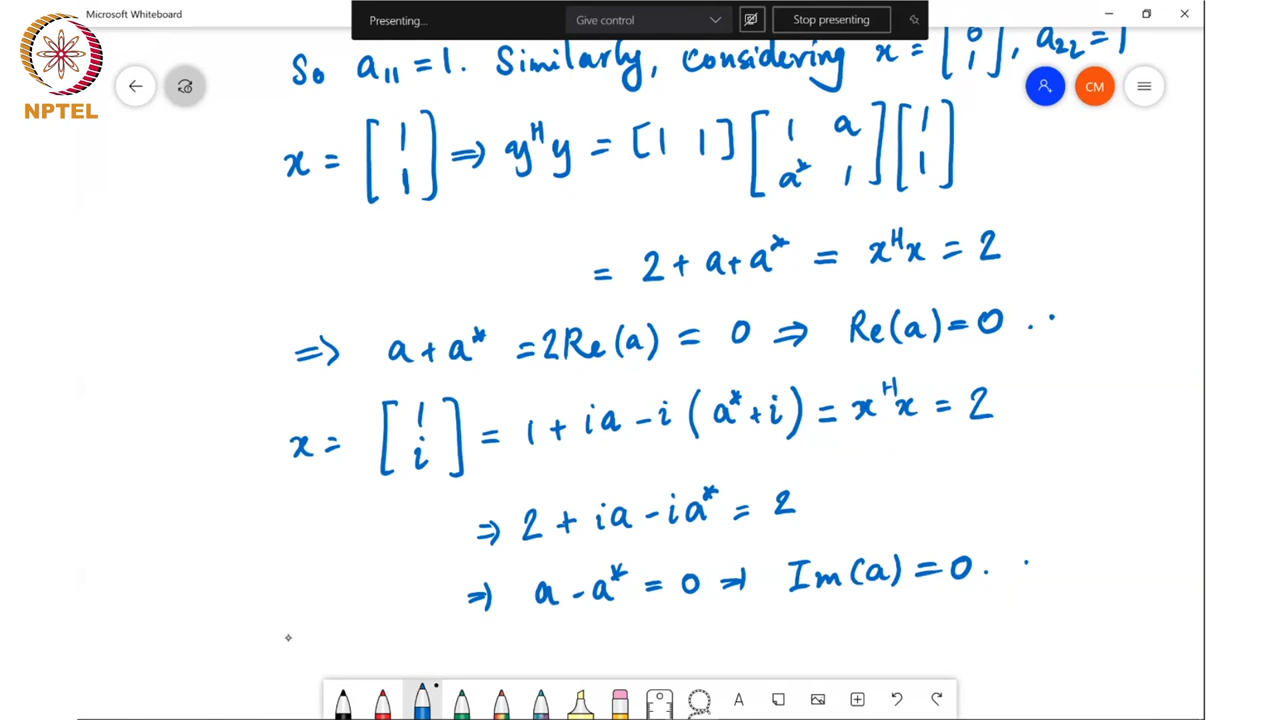 Microsoft Whiteboard
Presenting...
Give control
Stop presenting
NPTEL
CM
So a₁₁ = 1. Similarly, considering x = [0 1], a₂₂ = 1
x = [1 1] ⇒ yᴴy = [1 1] [1 a a* 1] [1 1]
= 2 + a + a* = xᴴx = 2
⇒ a + a* = 2Re(a) = 0 ⇒ Re(a) = 0 . .
x = [1 i] = 1 + ia - i (a* + i) = xᴴx = 2
⇒ 2 + ia - ia* = 2
⇒ a - a* = 0 ⇒ Im(a) = 0. .
A